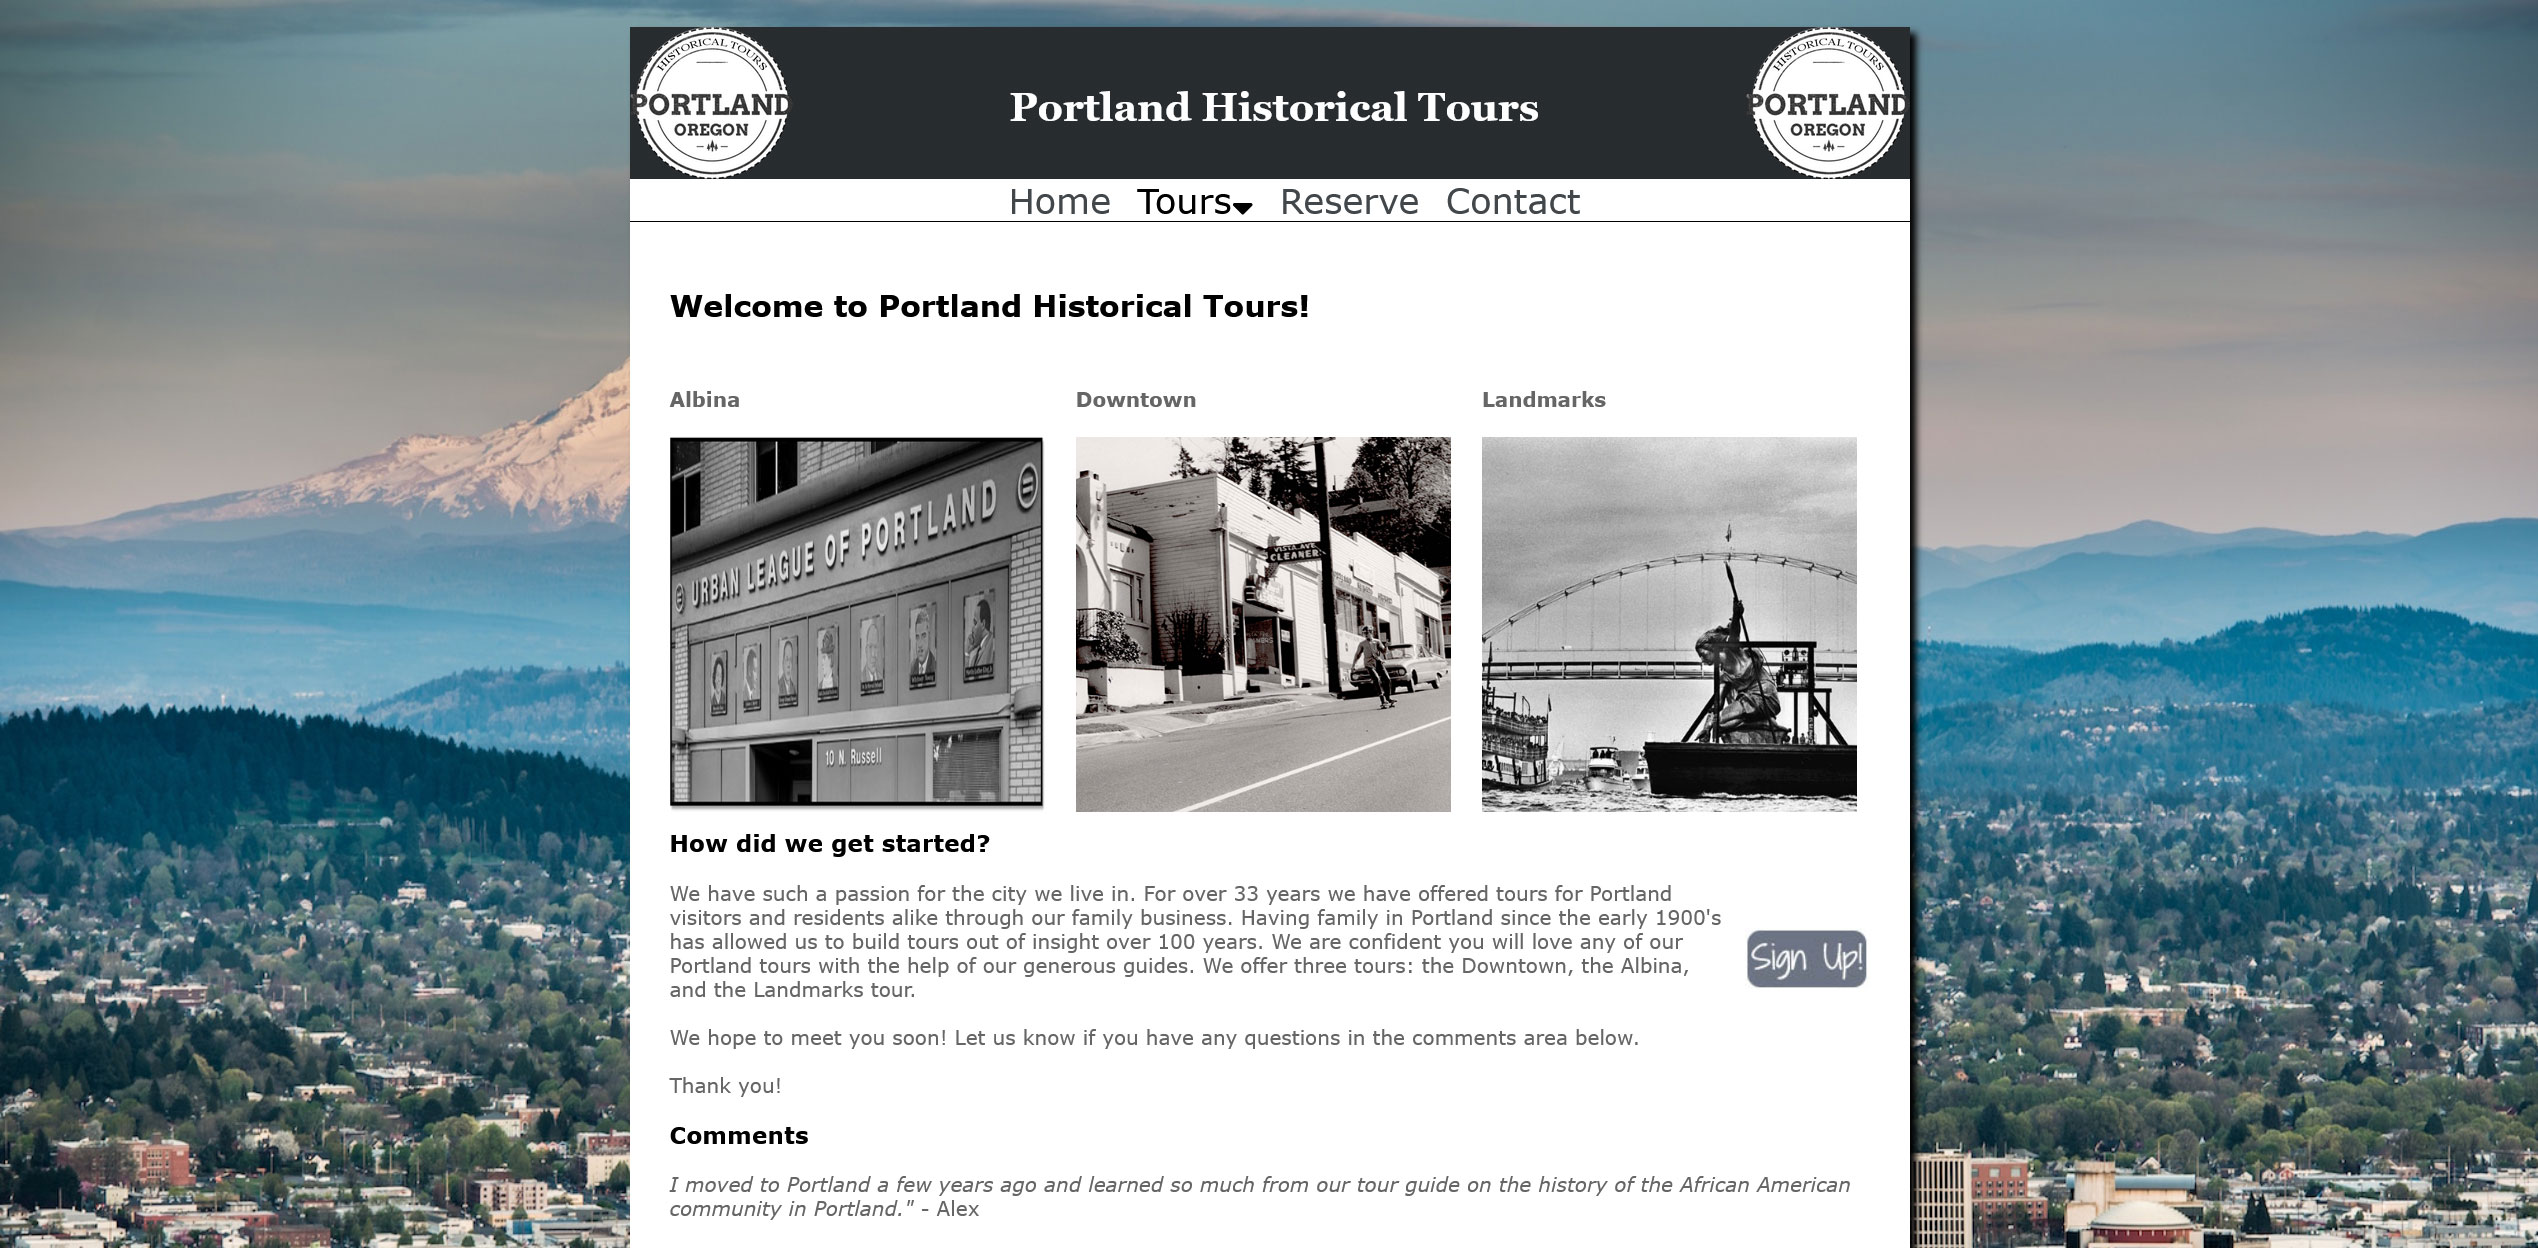 HISTORICAL TOURS
PORTLAND
OREGON
Portland Historical Tours
HISTORICAL TOURS
PORTLAND
OREGON
Home Tours Reserve Contact
Welcome to Portland Historical Tours!
Albina Downtown Landmarks
URBAN LEAGUE OF PORTLAND
10 N. Russell
VISTA AVE.
CLEANERS
How did we get started?
We have such a passion for the city we live in. For over 33 years we have offered tours for Portland
visitors and residents alike through our family business. Having family in Portland since the early 1900's
has allowed us to build tours out of insight over 100 years. We are confident you will love any of our
Portland tours with the help of our generous guides. We offer three tours: the Downtown, the Albina,
and the Landmarks tour.
Sign Up!
We hope to meet you soon! Let us know if you have any questions in the comments area below.
Thank you!
Comments
I moved to Portland a few years ago and learned so much from our tour guide on the history of the African American
community in Portland." - Alex